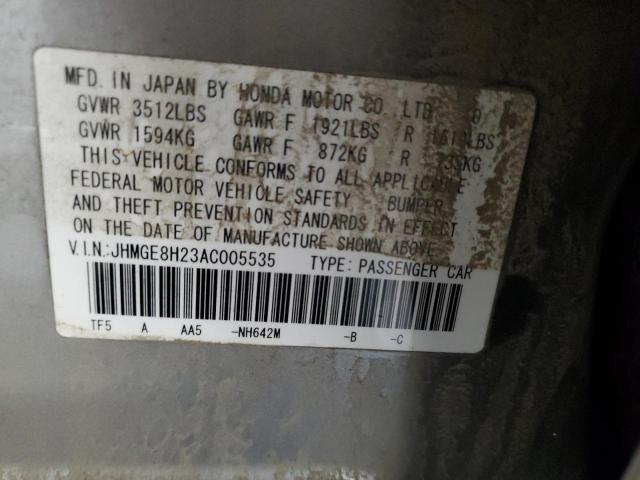 MFD. IN JAPAN BY HONDA MOTOR CO. LTD
GVWR 3512LBS GAWR F 1921LBS R
GVWR 1594KG GAWR F 872KG R
THIS VEHICLE CONFORMS TO ALL APPLICABLE
FEDERAL MOTOR VEHICLE SAFETY BUMPER
AND THEFT PREVENTION STANDARDS IN EFFECT
ON THE DATE OF MANUFACTURE SHOWN ABOVE.
V.I.N.:JHMGE8H23AC005535 TYPE: PASSENGER CAR
TF5 A AA5 -NH642M -B -C